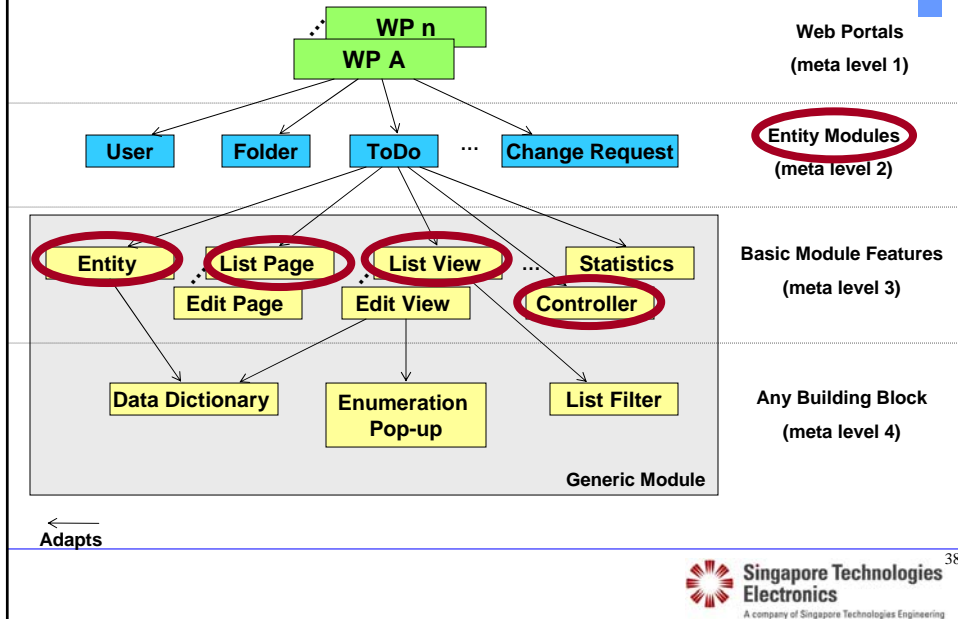 WP n
WP A
Web Portals
(meta level 1)
User
Folder
ToDo
...
Change Request
Entity Modules
(meta level 2)
Entity
List Page
List View
...
Statistics
Edit Page
Edit View
Controller
Basic Module Features
(meta level 3)
Data Dictionary
Enumeration
Pop-up
List Filter
Any Building Block
(meta level 4)
Generic Module
Adapts
38
Singapore Technologies
Electronics
A company of Singapore Technologies Engineering